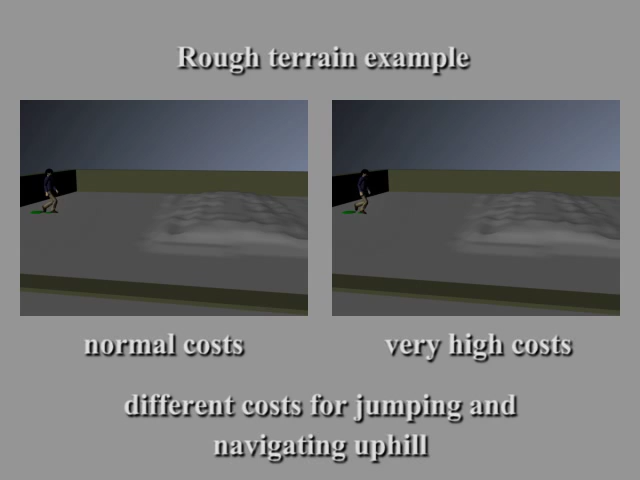 Rough terrain example
normal costs
very high costs
different costs for jumping and
navigating uphill